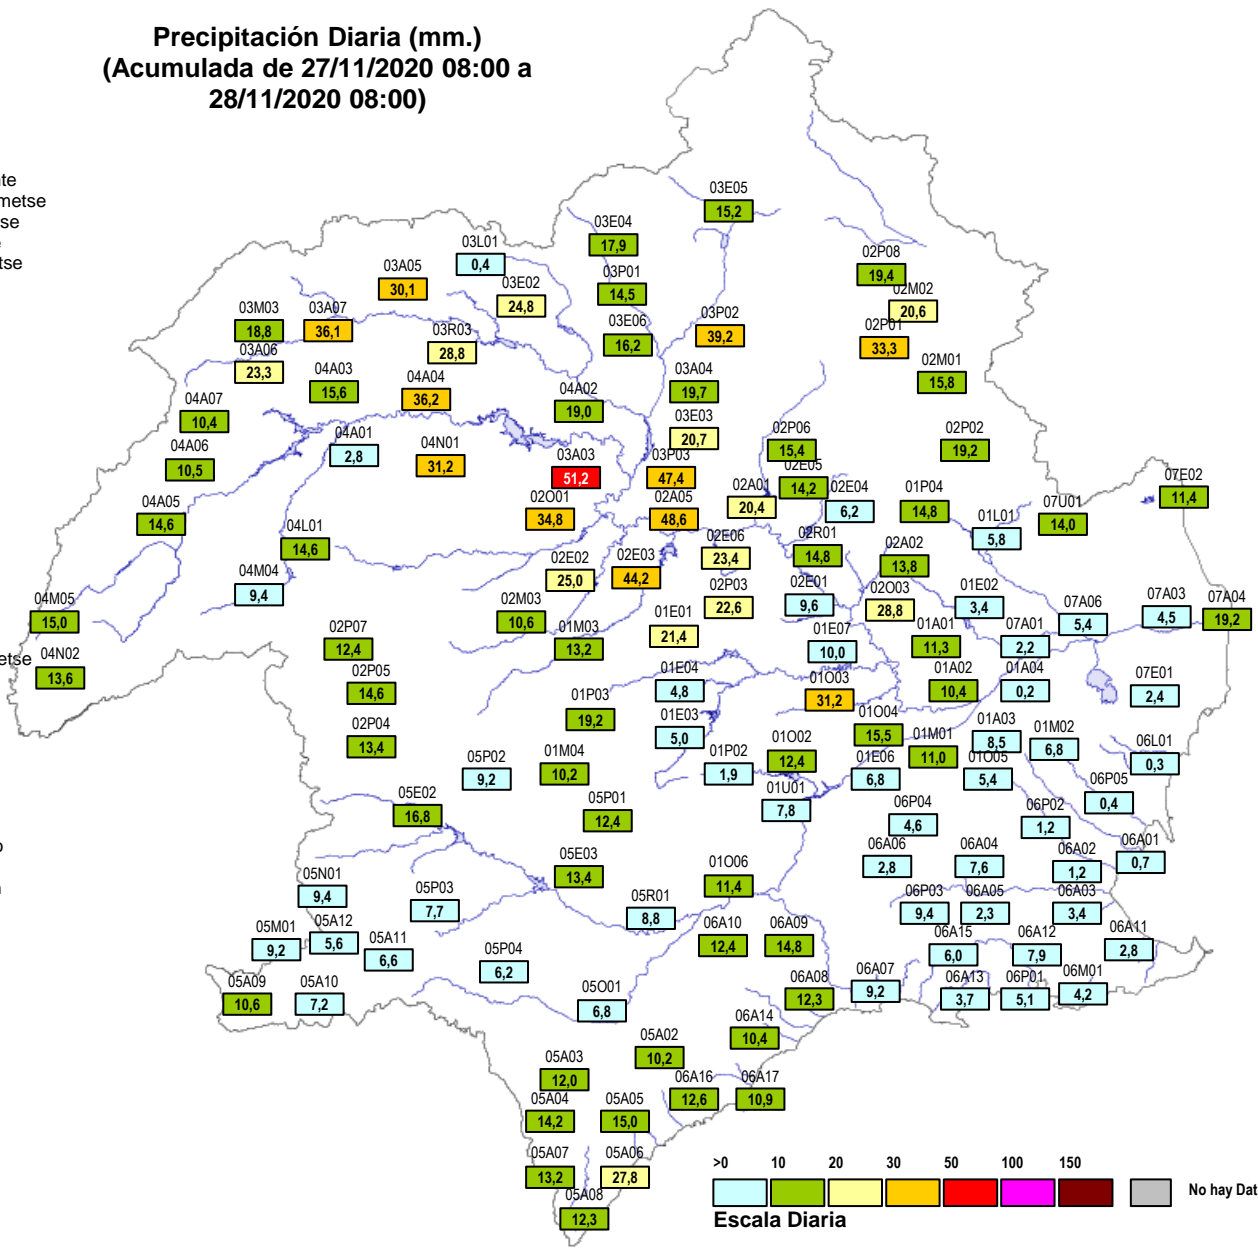 Precipitación Diaria (mm.)
(Acumulada de 27/11/2020 08:00 a
28/11/2020 08:00)
nte
metse
tse
e
tse
etse
o
n
03E05
15,2
03E04
17,9
03L01
0,4
02P08
19,4
03A05
30,1
03E02
24,8
03P01
14,5
02M02
20,6
03M03
18,8
03A07
36,1
03R03
28,8
03E06
16,2
03P02
39,2
02P01
33,3
03A06
23,3
04A03
15,6
04A04
36,2
04A02
19,0
03A04
19,7
02M01
15,8
04A07
10,4
03E03
20,7
04A01
2,8
04N01
31,2
02P06
15,4
02P02
19,2
04A06
10,5
03A03
51,2
03P03
47,4
02E05
14,2
07E02
11,4
04A05
14,6
02O01
34,8
02A05
48,6
02A01
20,4
02E04
6,2
01P04
14,8
01L01
5,8
07U01
14,0
04L01
14,6
02E06
23,4
02R01
14,8
02A02
13,8
04M04
9,4
02E02
25,0
02E03
44,2
04M05
15,0
02M03
10,6
01M03
13,2
01E01
21,4
02P03
22,6
02E01
9,6
02O03
28,8
01E02
3,4
07A06
5,4
07A03
4,5
07A04
19,2
02P07
12,4
01E07
10,0
01A01
11,3
07A01
2,2
04N02
13,6
02P05
14,6
01P03
19,2
01E04
4,8
01O03
31,2
01A02
10,4
01A04
0,2
07E01
2,4
02P04
13,4
01E03
5,0
01O04
15,5
01M01
11,0
01A03
8,5
01M02
6,8
06L01
0,3
05P02
9,2
01M04
10,2
01P02
1,9
01O02
12,4
01E06
6,8
01O05
5,4
05E02
16,8
05P01
12,4
01U01
7,8
06P04
4,6
06P02
1,2
06P05
0,4
05E03
13,4
01O06
11,4
06A06
2,8
06A04
7,6
06A02
1,2
06A01
0,7
05N01
9,4
05P03
7,7
05R01
8,8
06P03
9,4
06A05
2,3
06A03
3,4
05M01
9,2
05A12
5,6
05A11
6,6
05P04
6,2
06A10
12,4
06A09
14,8
06A15
6,0
06A12
7,9
06A11
2,8
05A09
10,6
05A10
7,2
05O01
6,8
06A08
12,3
06A07
9,2
06A13
3,7
06P01
5,1
06M01
4,2
05A02
10,2
06A14
10,4
05A03
12,0
06A16
12,6
06A17
10,9
05A04
14,2
05A05
15,0
05A07
13,2
05A06
27,8
05A08
12,3
>0 10 20 30 50 100 150
No hay Dat
Escala Diaria